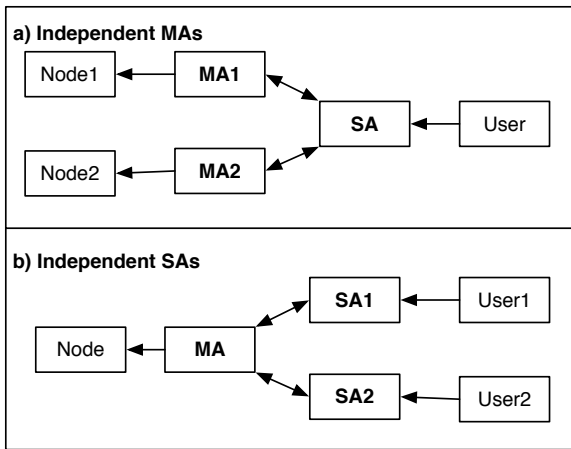 a) Independent MAs
Node1
MA1
SA
User
Node2
MA2
b) Independent SAs
SA1
User1
Node
MA
SA2
User2